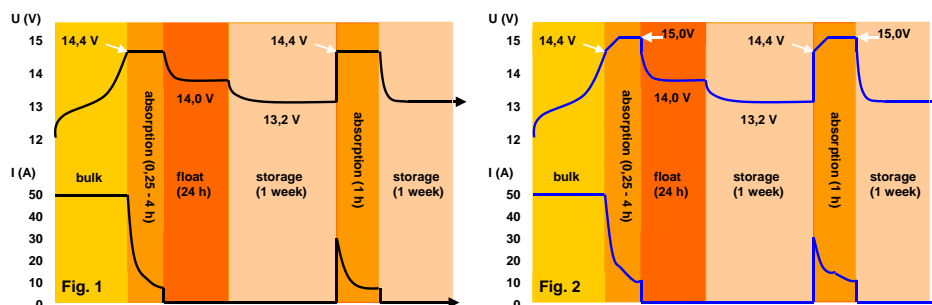 U (V)
15
14
13
12
I (A)
50
40
30
20
10
0
14,4 V
14,4 V
14,0 V
13,2 V
bulk
absorption (0,25 - 4 h)
float
(24 h)
storage
(1 week)
absorption (1 h)
storage
(1 week)
Fig. 1
U (V)
15
14
13
12
I (A)
50
40
30
20
10
0
14,4 V
15,0V
14,4 V
15,0V
14,0 V
13,2 V
bulk
absorption (0,25 - 4 h)
float
(24 h)
storage
(1 week)
absorption (1 h)
storage
(1 week)
Fig. 2